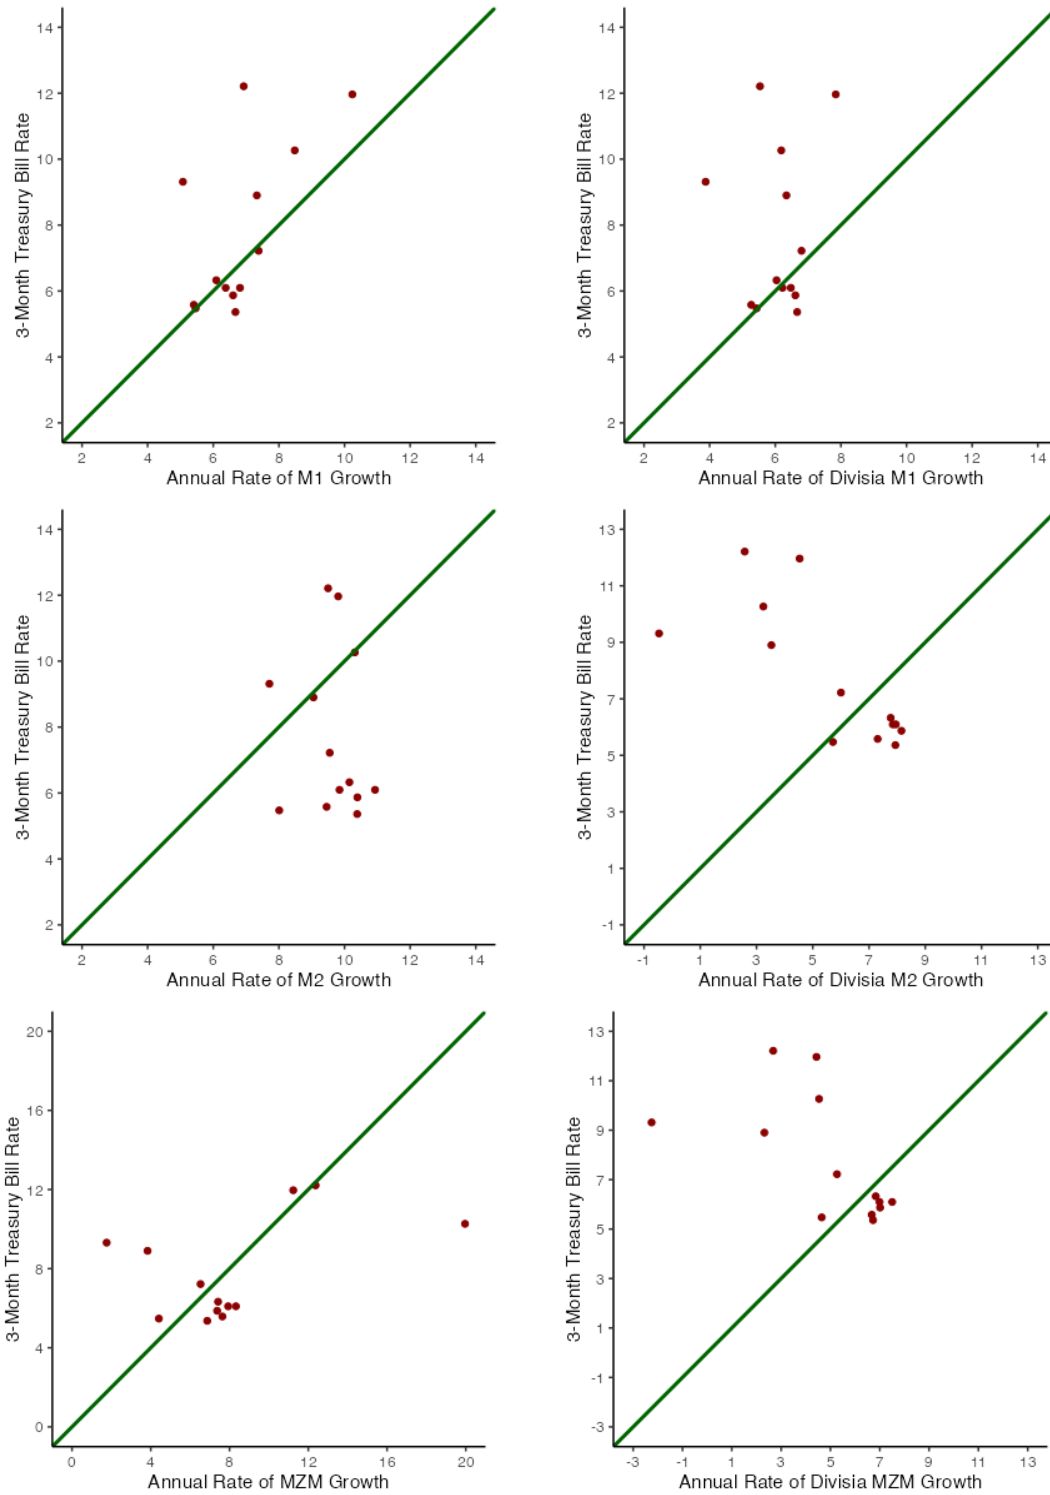 14
12
10
8
6
4
2
3-Month Treasury Bill Rate
2 4 6 8 10 12 14
Annual Rate of M1 Growth
14
12
10
8
6
4
2
3-Month Treasury Bill Rate
2 4 6 8 10 12 14
Annual Rate of Divisia M1 Growth
14
12
10
8
6
4
2
3-Month Treasury Bill Rate
2 4 6 8 10 12 14
Annual Rate of M2 Growth
13
11
9
7
5
3
1
-1
3-Month Treasury Bill Rate
-1 1 3 5 7 9 11 13
Annual Rate of Divisia M2 Growth
20
16
12
8
4
0
3-Month Treasury Bill Rate
0 4 8 12 16 20
Annual Rate of MZM Growth
13
11
9
7
5
3
1
-1
-3
3-Month Treasury Bill Rate
-3 -1 1 3 5 7 9 11 13
Annual Rate of Divisia MZM Growth